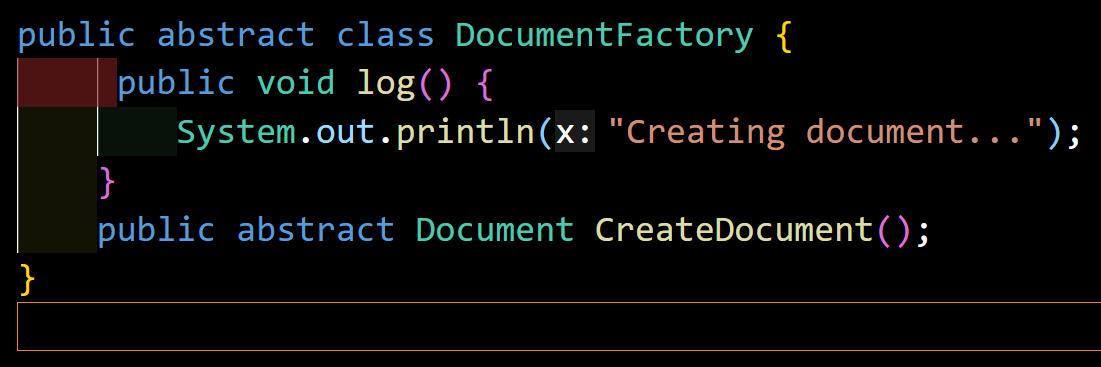 public abstract class DocumentFactory {
     public void log() {
        System.out.println(x: "Creating document...");
    }
    public abstract Document CreateDocument();
}